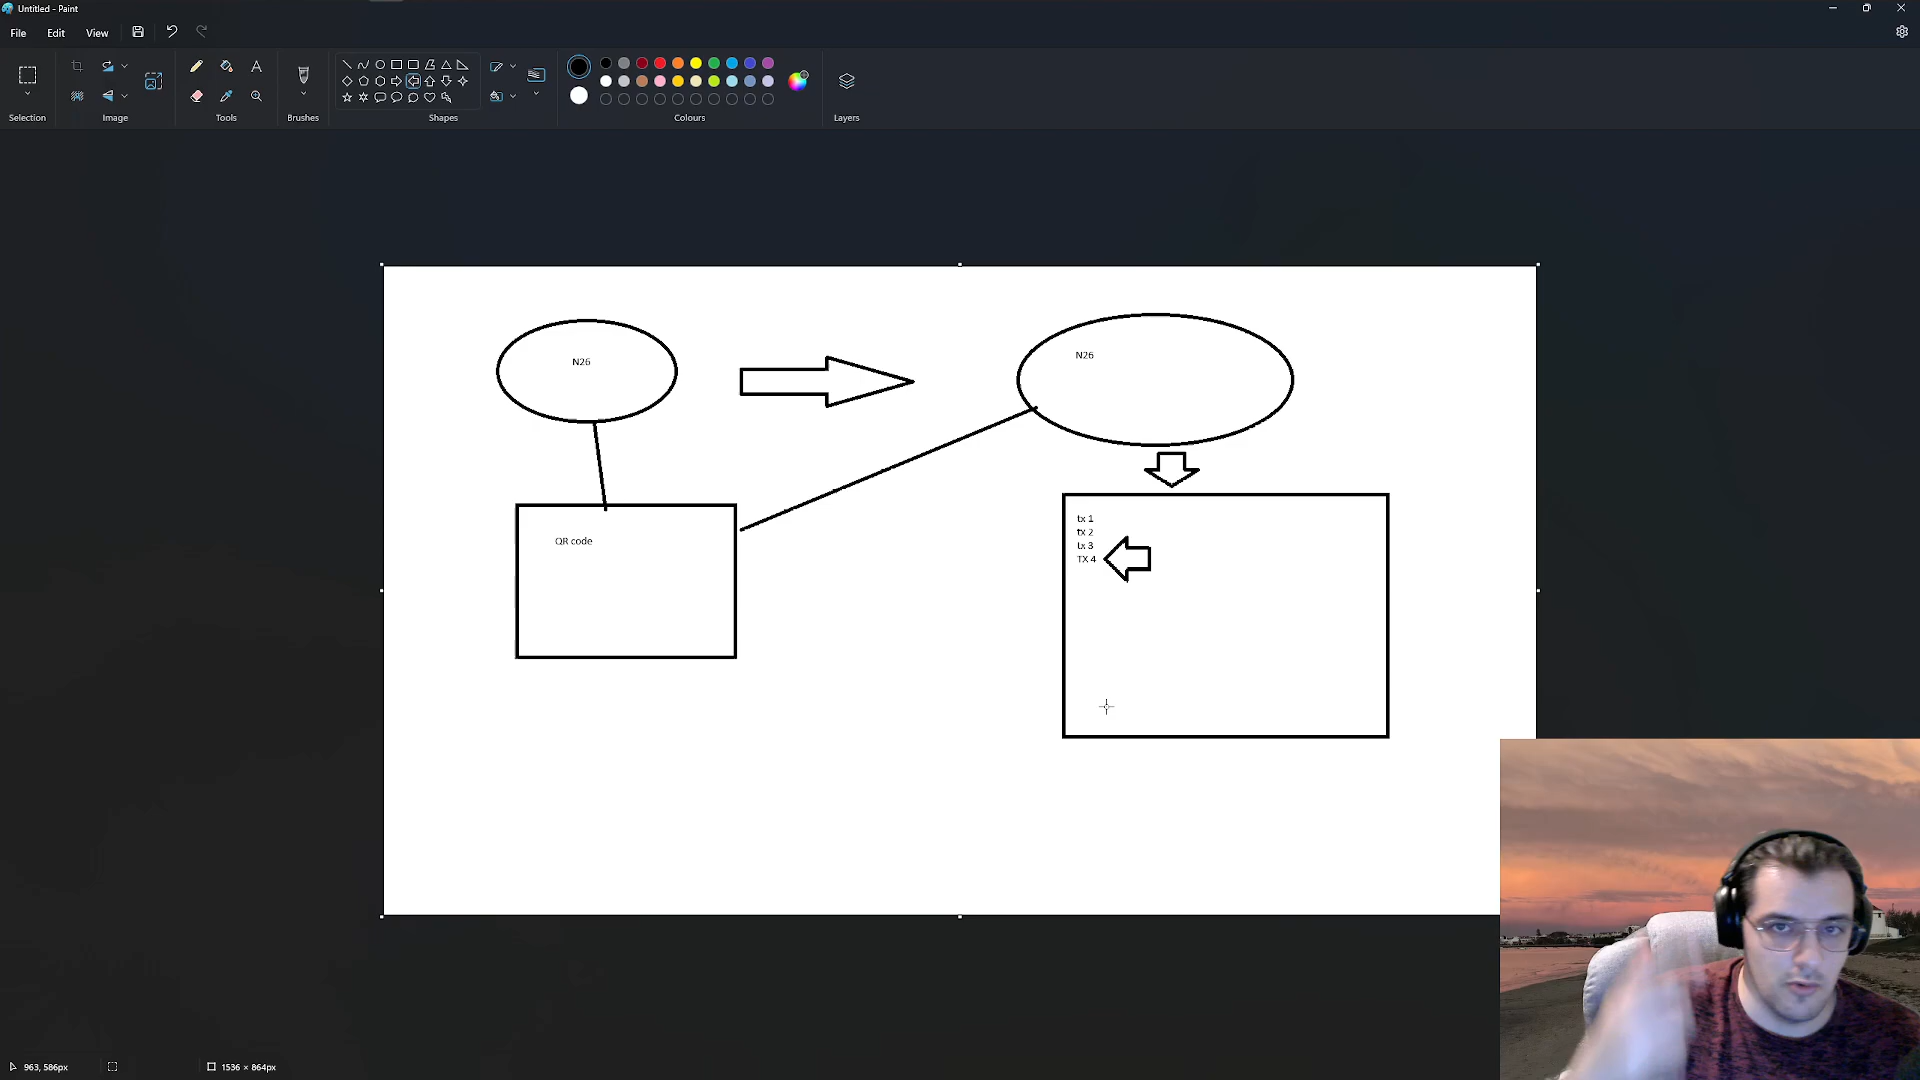 Untitled - Paint
File Edit View
Selection Image Tools Brushes Shapes Colours Layers
N26
N26
QR code
tx 1
tx 2
tx 3
TX 4
963, 586px
1536 × 864px